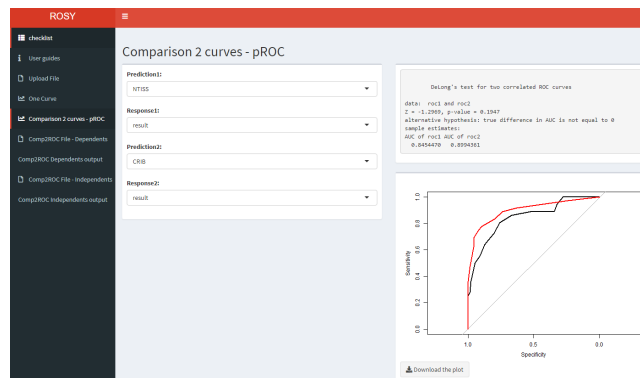 ROSY
checklist
User guides
Upload File
One Curve
Comparison 2 curves - pROC
Comp2ROC File - Dependents
Comp2ROC Dependents output
Comp2ROC File - Independents
Comp2ROC Independents output
Comparison 2 curves - pROC
Prediction1:
NTISS
Response1:
result
Prediction2:
CRIB
Response2:
result
DeLong's test for two correlated ROC curves
data: roc1 and roc2
Z = -1.2969, p-value = 0.1947
alternative hypothesis: true difference in AUC is not equal to 0
sample estimates:
AUC of roc1 AUC of roc2
0.8454470 0.8994361
Sensitivity
1.0
0.8
0.6
0.4
0.2
0.0
1.0 0.5 0.0
Specificity
Download the plot